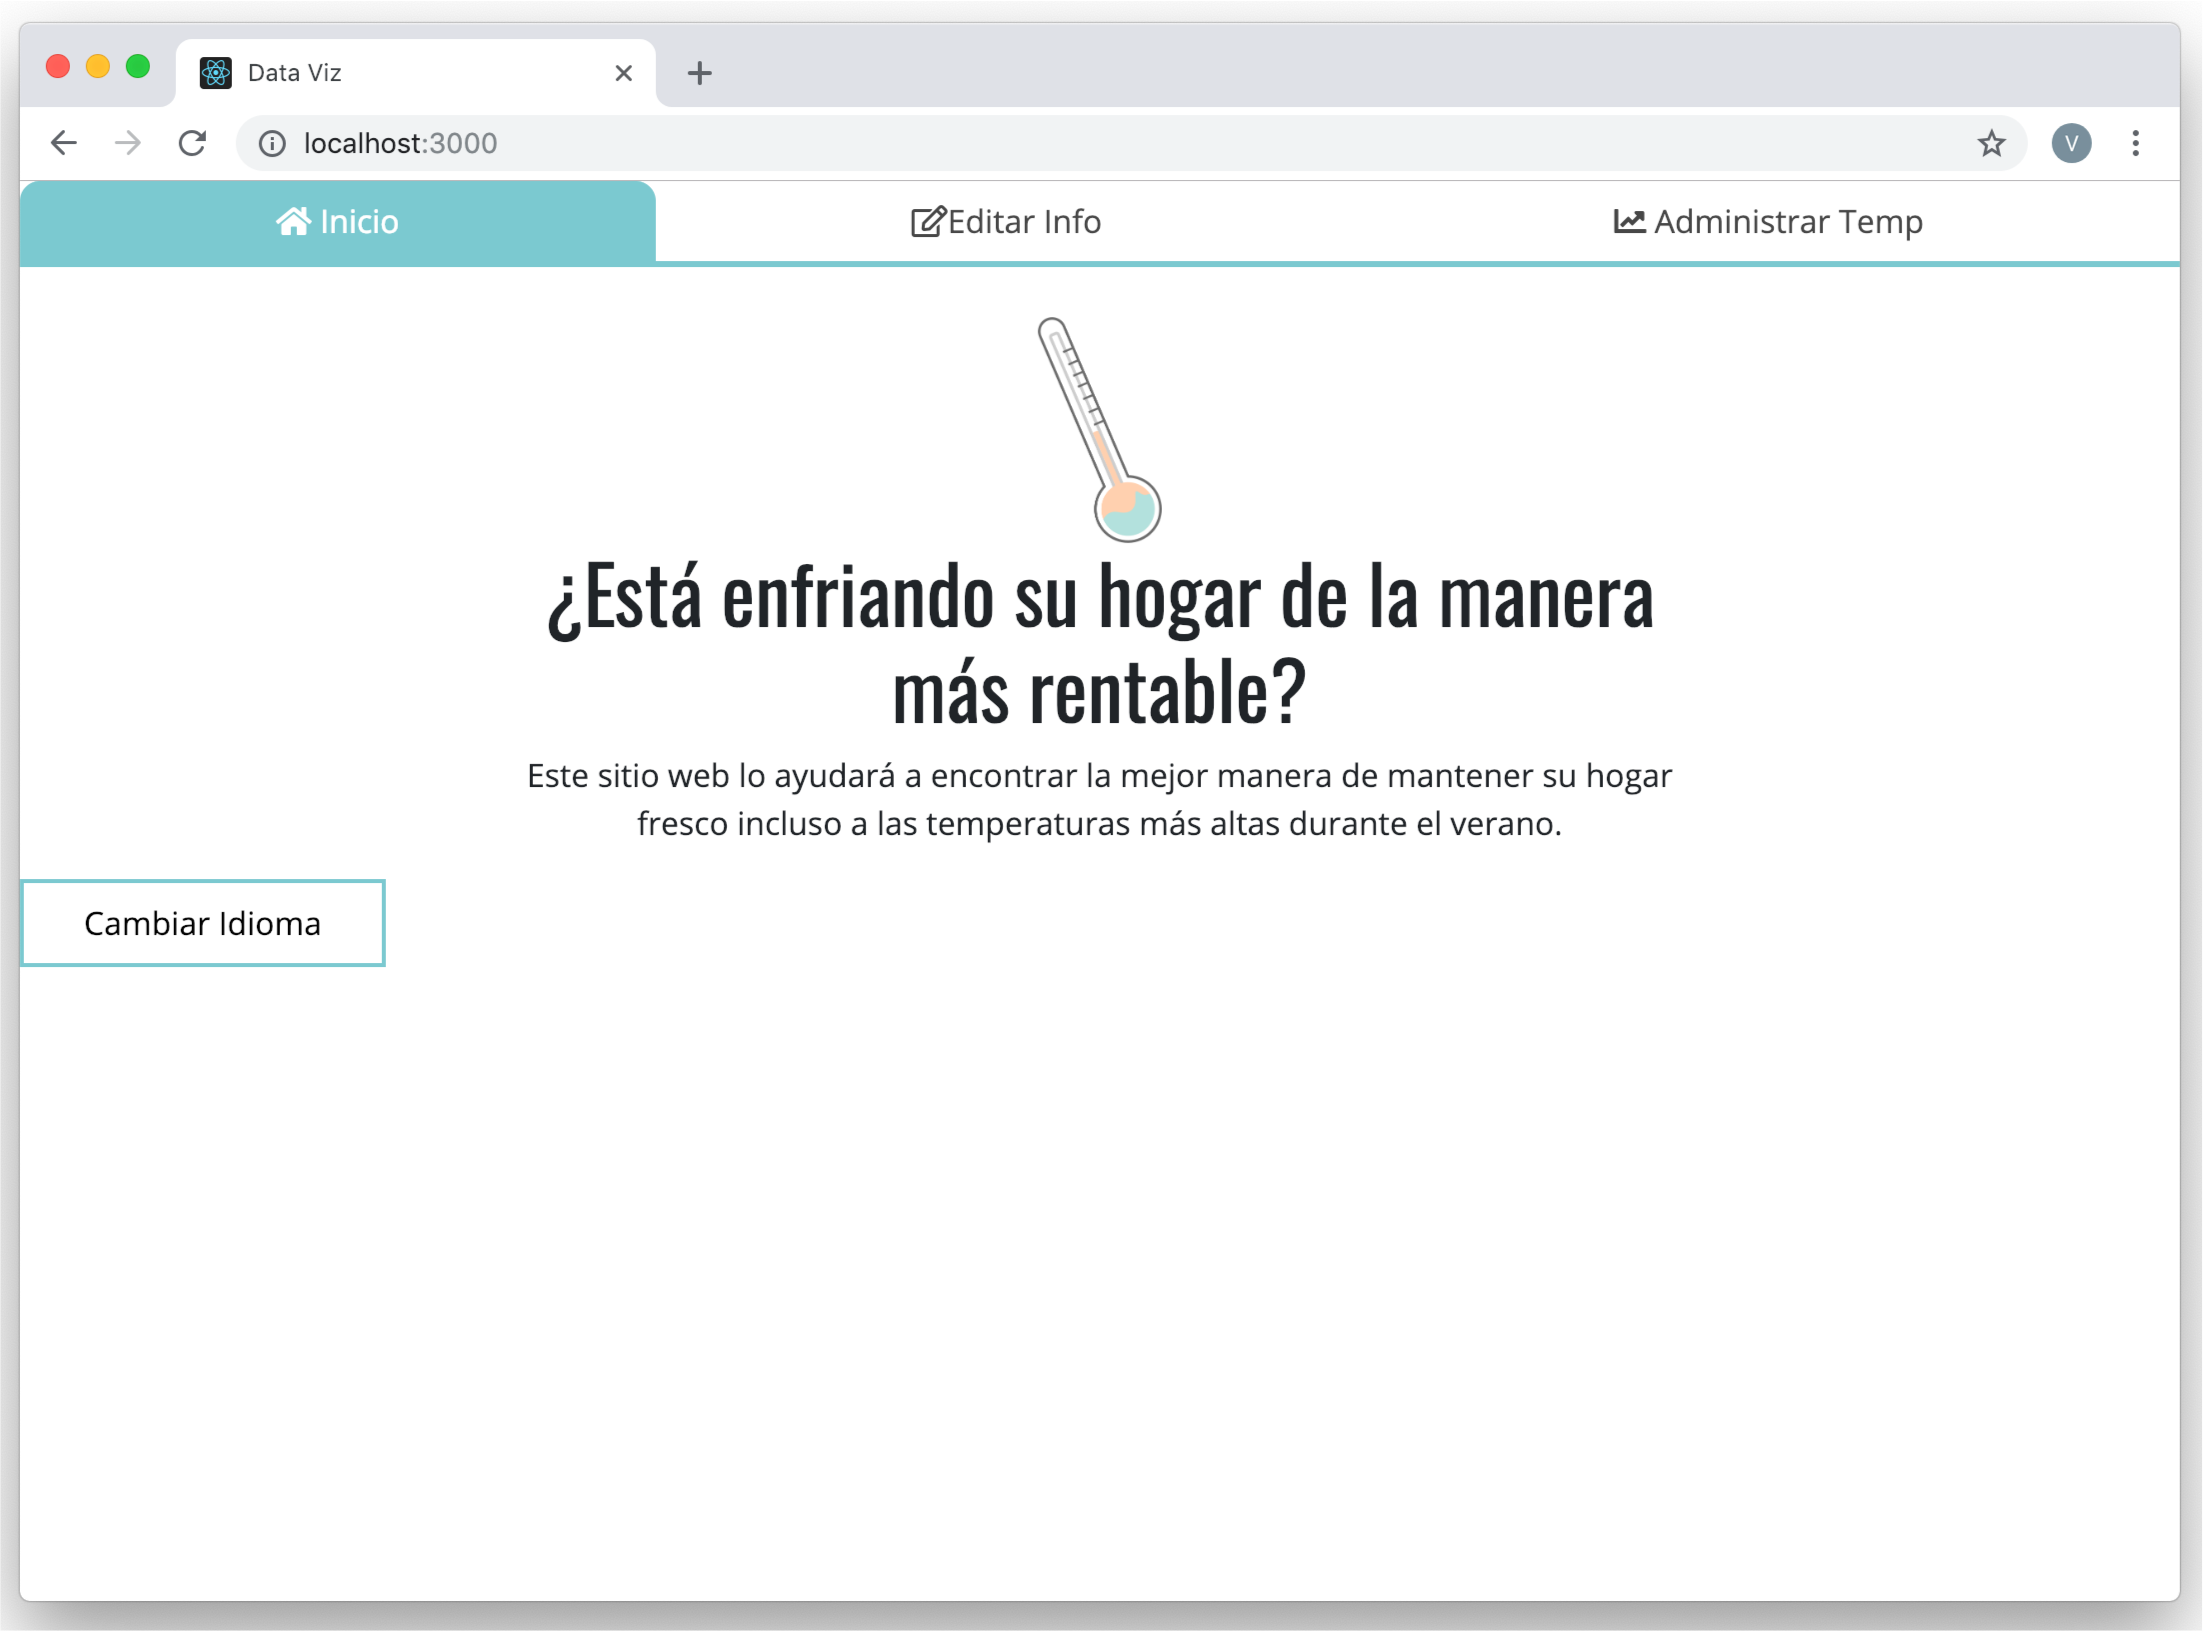 Data Viz
localhost:3000
V
Inicio
Editar Info
Administrar Temp
¿Está enfriando su hogar de la manera
más rentable?
Este sitio web lo ayudará a encontrar la mejor manera de mantener su hogar
fresco incluso a las temperaturas más altas durante el verano.
Cambiar Idioma